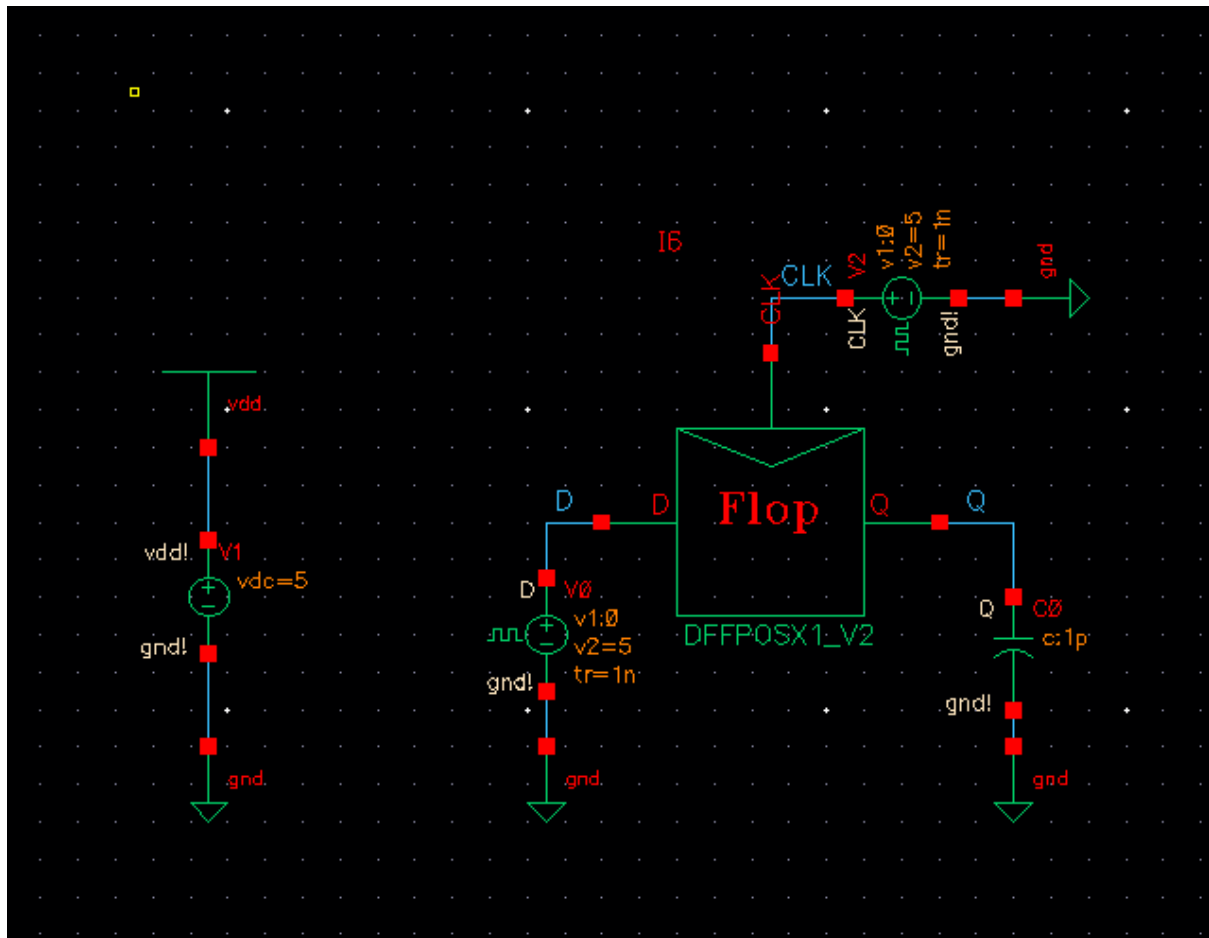 I6
CLK
CLK
V2
v1:0
v2=5
tr=1n
gnd
CLK
gnd!
vdd
vdd!
V1
vdc=5
gnd!
gnd
D
D
Flop
Q
Q
D
V0
v1:0
v2=5
tr=1n
gnd!
gnd
DFFPOSX1_V2
Q
C0
c:1p
gnd!
gnd